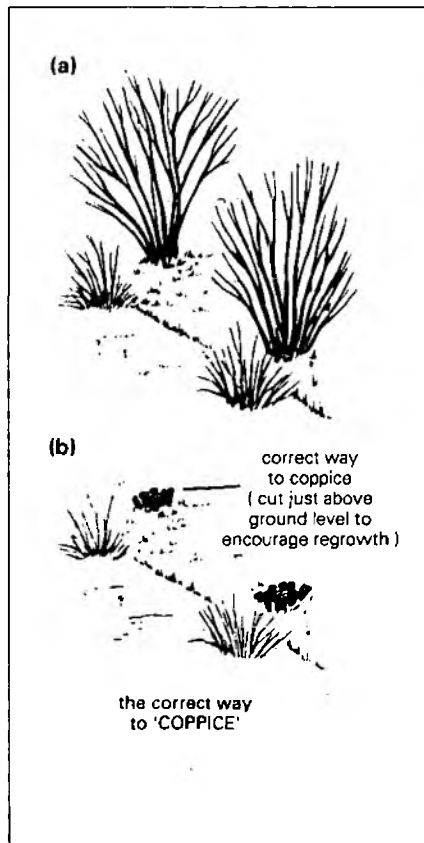 (a)
(b)
correct way
to coppice
( cut just above
ground level to
encourage regrowth )
the correct way
to 'COPPICE'